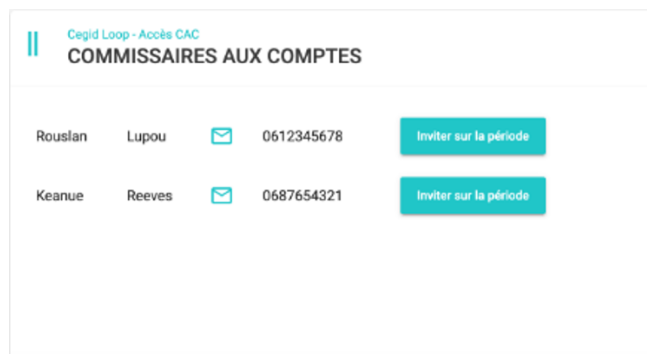 Cegid Loop - Accès CAC
COMMISSAIRES AUX COMPTES
Rouslan Lupou 0612345678 Inviter sur la période
Keanue Reeves 0687654321 Inviter sur la période